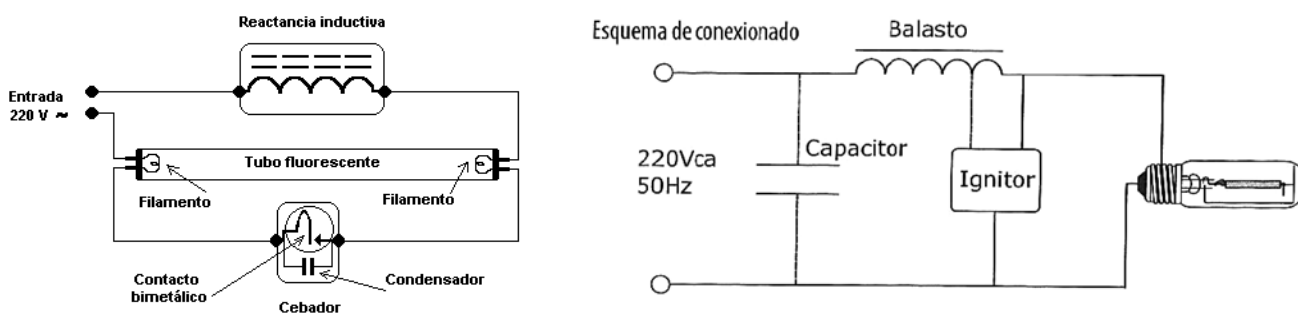 Reactancia inductiva
Entrada
220 V ~
Tubo fluorescente
Filamento
Filamento
Contacto
bimetálico
Condensador
Cebador
Esquema de conexionado
Balasto
220Vca
50Hz
Capacitor
Ignitor